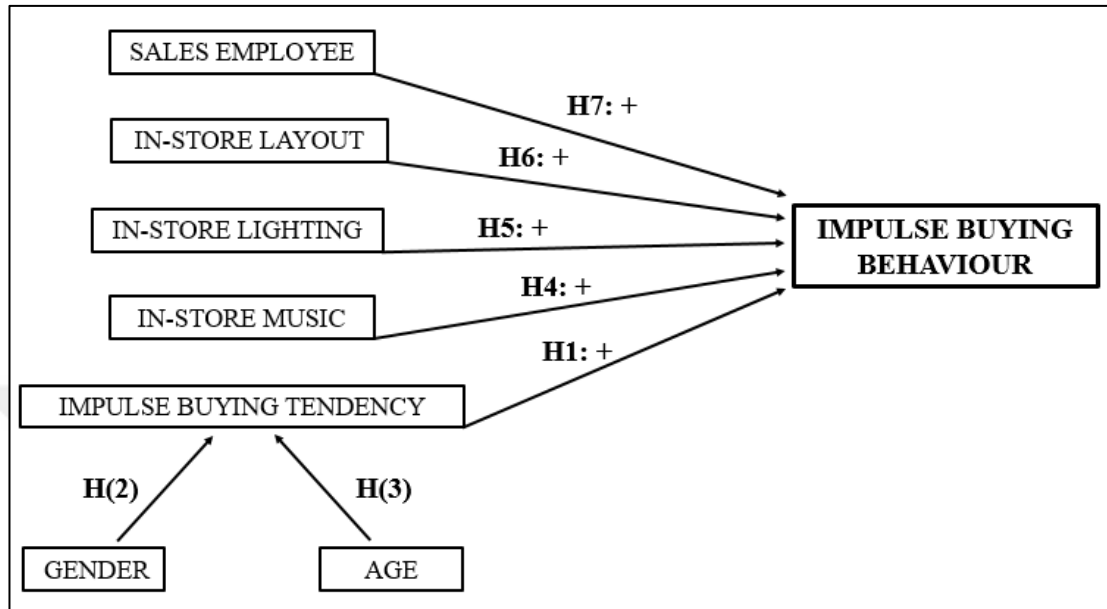 SALES EMPLOYEE
H7: +
IN-STORE LAYOUT
H6: +
IN-STORE LIGHTING
H5: +
IMPULSE BUYING
BEHAVIOUR
IN-STORE MUSIC
H4: +
H1: +
IMPULSE BUYING TENDENCY
H(2)
H(3)
GENDER
AGE